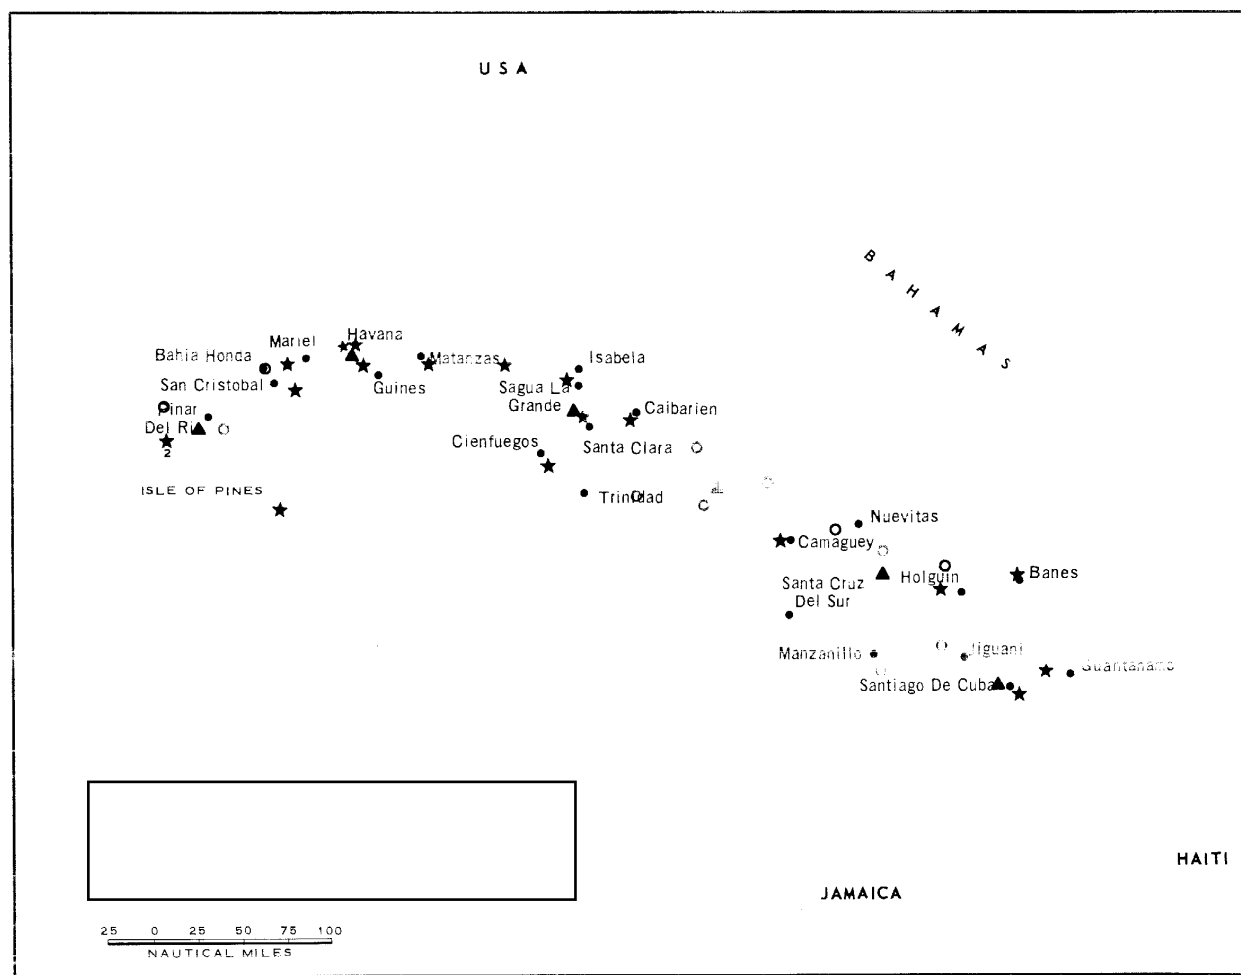 USA
BAHAMAS
Havana
Mariel
Bahia Honda
Matanzas
Isabela
San Cristobal
Guines
Sagua La
Grande
Pinar
Del Ri
Caibarien
Cienfuegos
Santa Clara
2
ISLE OF PINES
Trinidad
Nuevitas
Camaguey
Santa Cruz
Del Sur
Holguin
Banes
Manzanillo
Jiguani
Guantanamo
Santiago De Cuba
HAITI
JAMAICA
25 0 25 50 75 100
NAUTICAL MILES